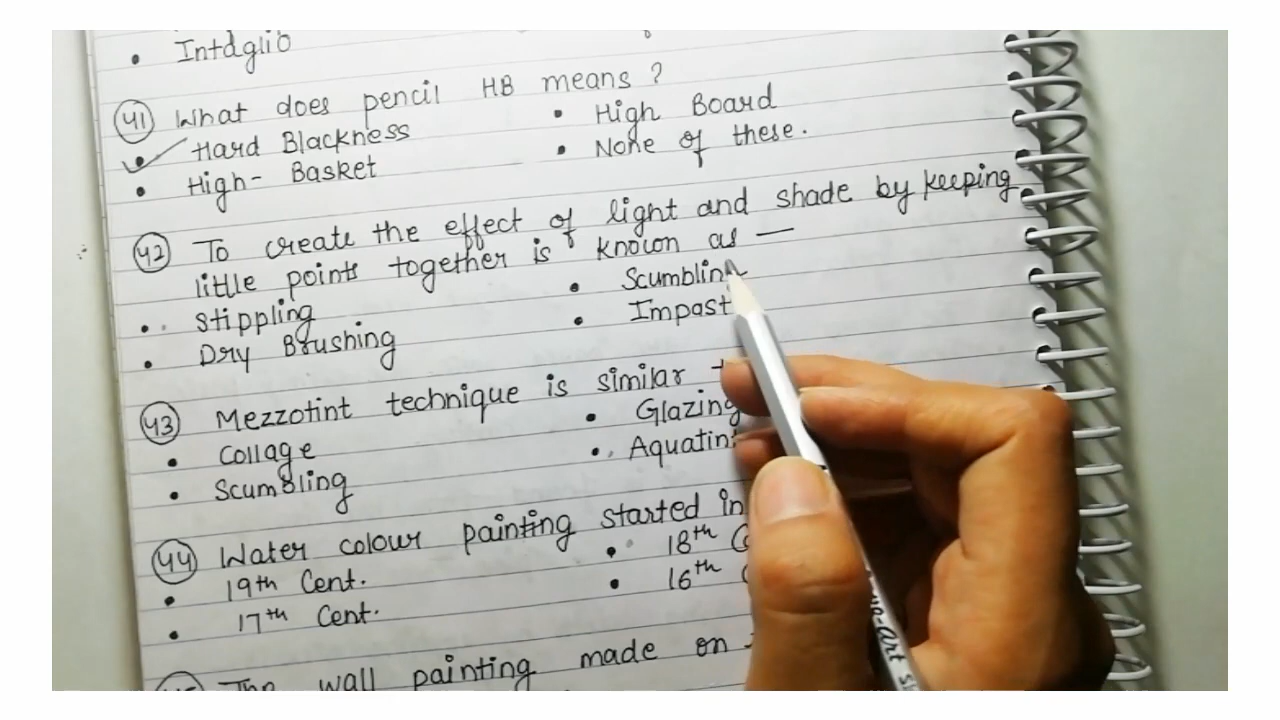 • Intaglio
41 What does pencil HB means ?
• Hard Blackness • High Board
• High- Basket • None of these.
42 To create the effect of light and shade by keeping
little points together is known as —
• Stippling • Scumbling
• Dry Brushing • Impast
43 Mezzotint technique is similar
• Collage • Glazing
• Scumbling • Aquatint
44 Water colour painting started in
• 19th Cent. • 18th
• 17th Cent. • 16th
wall painting made on